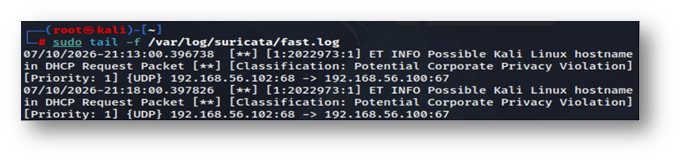 ┌──(root㉿kali)-[~]
└─# sudo tail -f /var/log/suricata/fast.log
07/10/2026-21:13:00.396738  [**] [1:2022973:1] ET INFO Possible Kali Linux hostname
in DHCP Request Packet [**] [Classification: Potential Corporate Privacy Violation]
[Priority: 1] {UDP} 192.168.56.102:68 -> 192.168.56.100:67
07/10/2026-21:18:00.397826  [**] [1:2022973:1] ET INFO Possible Kali Linux hostname
in DHCP Request Packet [**] [Classification: Potential Corporate Privacy Violation]
[Priority: 1] {UDP} 192.168.56.102:68 -> 192.168.56.100:67